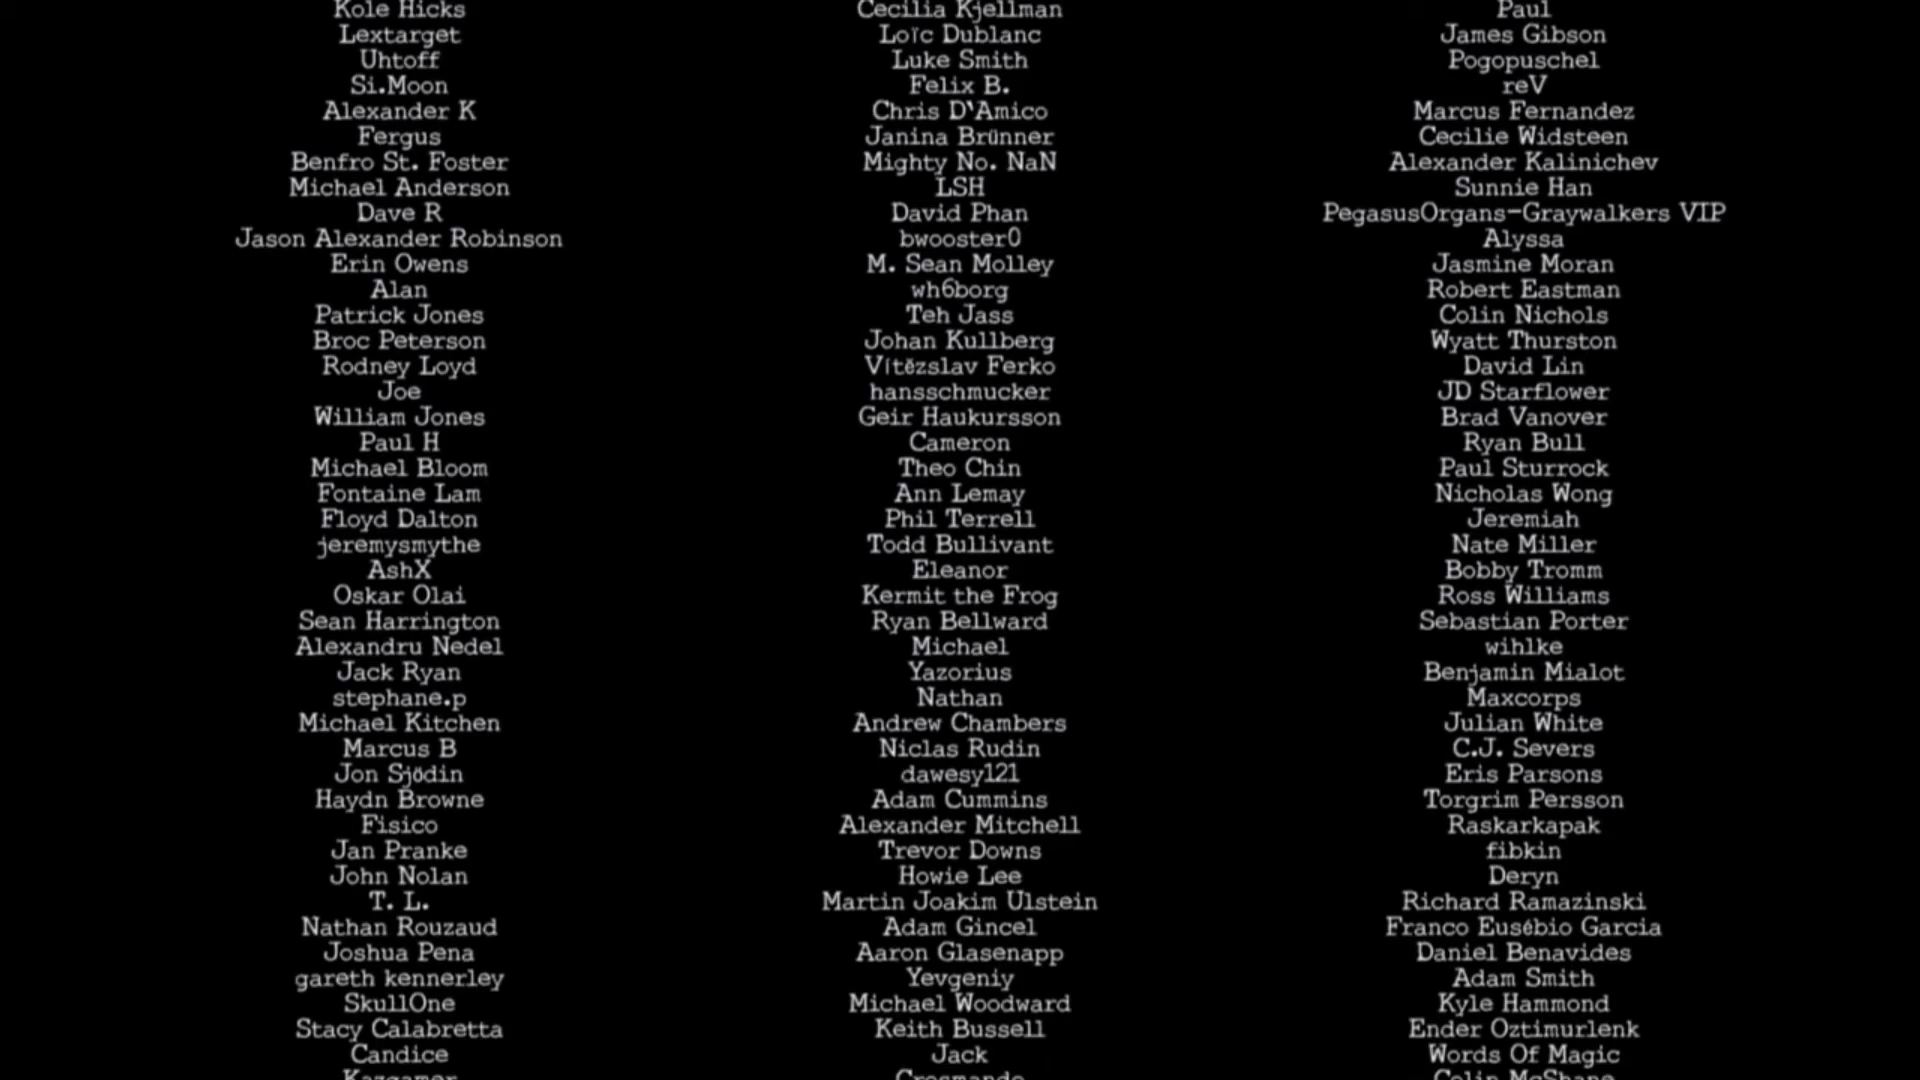 Kole Hicks
Lextarget
Uhtoff
Si.Moon
Alexander K
Fergus
Benfro St. Foster
Michael Anderson
Dave R
Jason Alexander Robinson
Erin Owens
Alan
Patrick Jones
Broc Peterson
Rodney Loyd
Joe
William Jones
Paul H
Michael Bloom
Fontaine Lam
Floyd Dalton
jeremysmythe
AshX
Oskar Olai
Sean Harrington
Alexandru Nedel
Jack Ryan
stephane.p
Michael Kitchen
Marcus B
Jon Sjödin
Haydn Browne
Fisico
Jan Pranke
John Nolan
T. L.
Nathan Rouzaud
Joshua Pena
gareth kennerley
SkullOne
Stacy Calabretta
Candice
Kazgamer
Cecilia Kjellman
Loïc Dublanc
Luke Smith
Felix B.
Chris D'Amico
Janina Brünner
Mighty No. NaN
LSH
David Phan
bwooster0
M. Sean Molley
wh6borg
Teh Jass
Johan Kullberg
Vítězslav Ferko
hansschmucker
Geir Haukursson
Cameron
Theo Chin
Ann Lemay
Phil Terrell
Todd Bullivant
Eleanor
Kermit the Frog
Ryan Bellward
Michael
Yazorius
Nathan
Andrew Chambers
Niclas Rudin
dawesy121
Adam Cummins
Alexander Mitchell
Trevor Downs
Howie Lee
Martin Joakim Ulstein
Adam Gincel
Aaron Glasenapp
Yevgeniy
Michael Woodward
Keith Bussell
Jack
Paul
James Gibson
Pogopuschel
reV
Marcus Fernandez
Cecilie Widsteen
Alexander Kalinichev
Sunnie Han
PegasusOrgans-Graywalkers VIP
Alyssa
Jasmine Moran
Robert Eastman
Colin Nichols
Wyatt Thurston
David Lin
JD Starflower
Brad Vanover
Ryan Bull
Paul Sturrock
Nicholas Wong
Jeremiah
Nate Miller
Bobby Tromm
Ross Williams
Sebastian Porter
wihlke
Benjamin Mialot
Maxcorps
Julian White
C.J. Severs
Eris Parsons
Torgrim Persson
Raskarkapak
fibkin
Deryn
Richard Ramazinski
Franco Eusébio Garcia
Daniel Benavides
Adam Smith
Kyle Hammond
Ender Oztimurlenk
Words Of Magic
Colin McShane